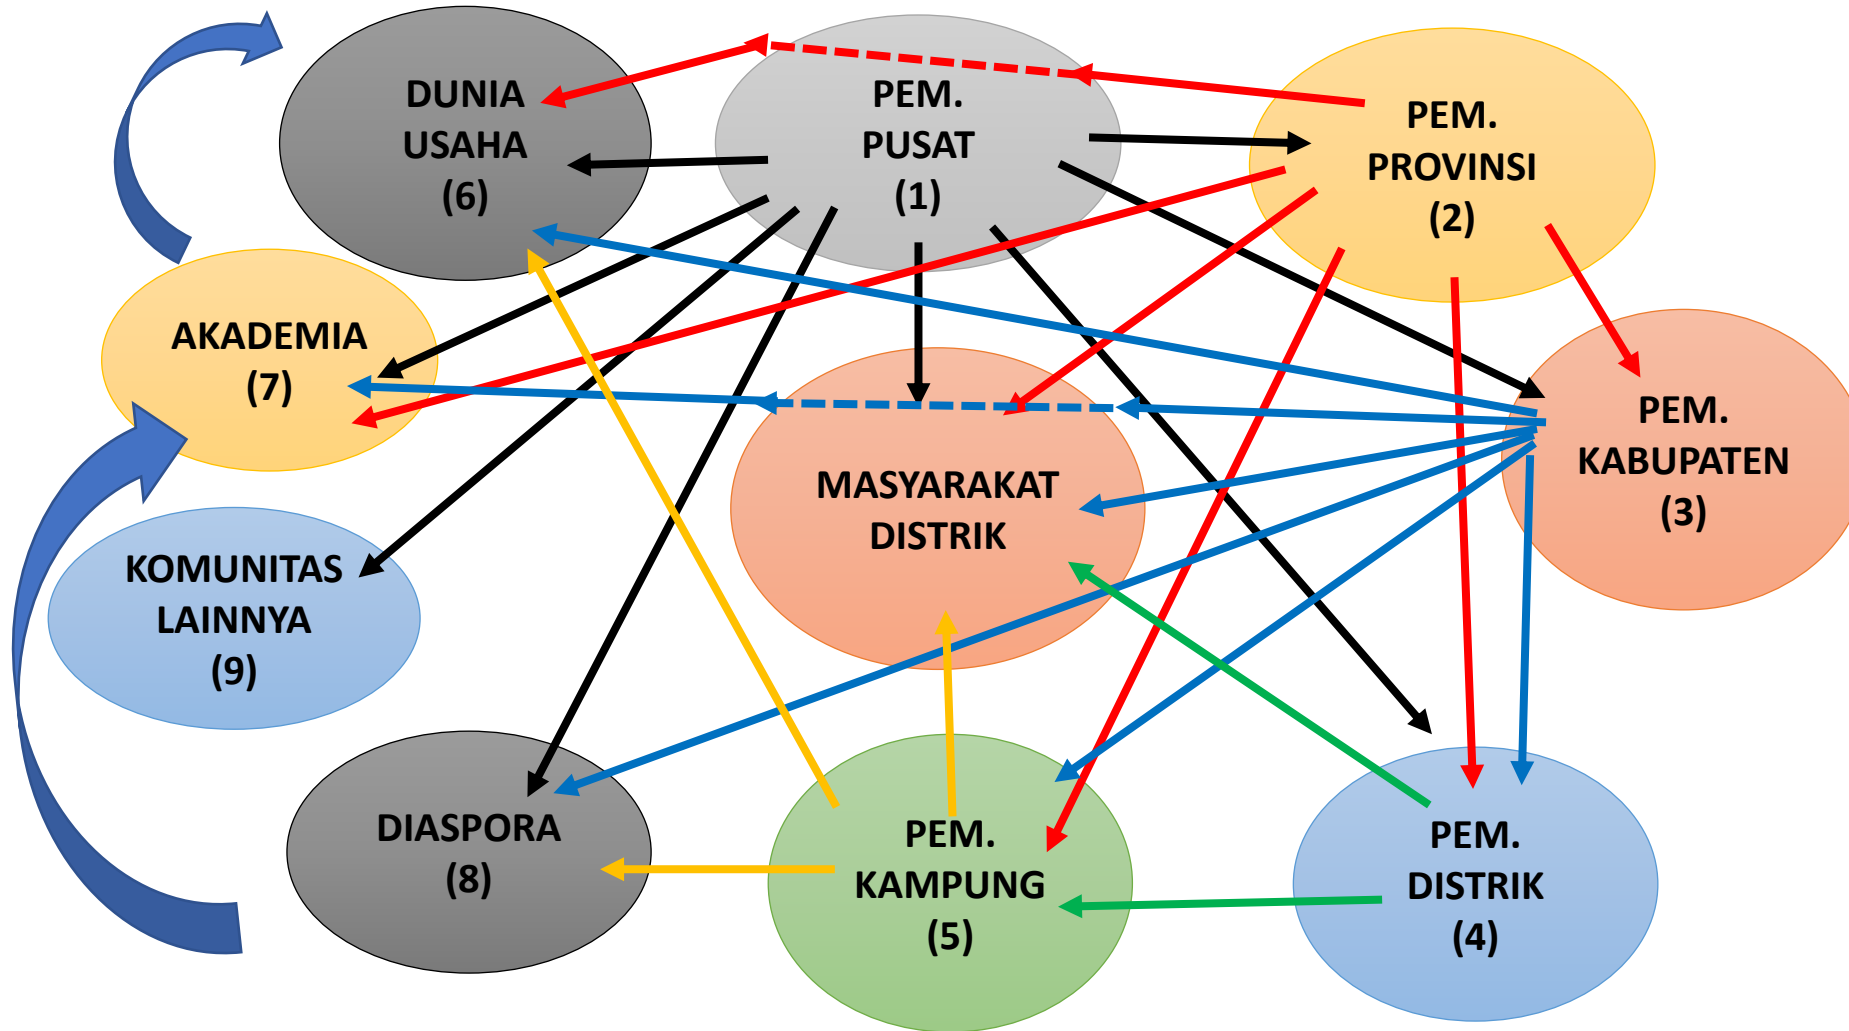 DUNIA
USAHA
(6)
PEM.
PUSAT
(1)
PEM.
PROVINSI
(2)
AKADEMIA
(7)
MASYARAKAT
DISTRIK
PEM.
KABUPATEN
(3)
KOMUNITAS
LAINNYA
(9)
DIASPORA
(8)
PEM.
KAMPUNG
(5)
PEM.
DISTRIK
(4)